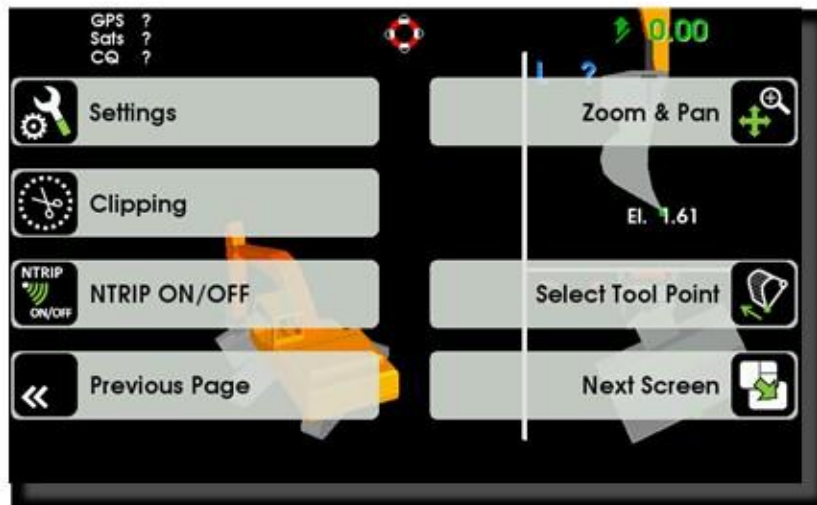 GPS ?
Sats ?
CQ ?
0.00
?
Settings
Zoom & Pan
Clipping
El. 1.61
NTRIP
ON/OFF
NTRIP ON/OFF
Select Tool Point
Previous Page
Next Screen